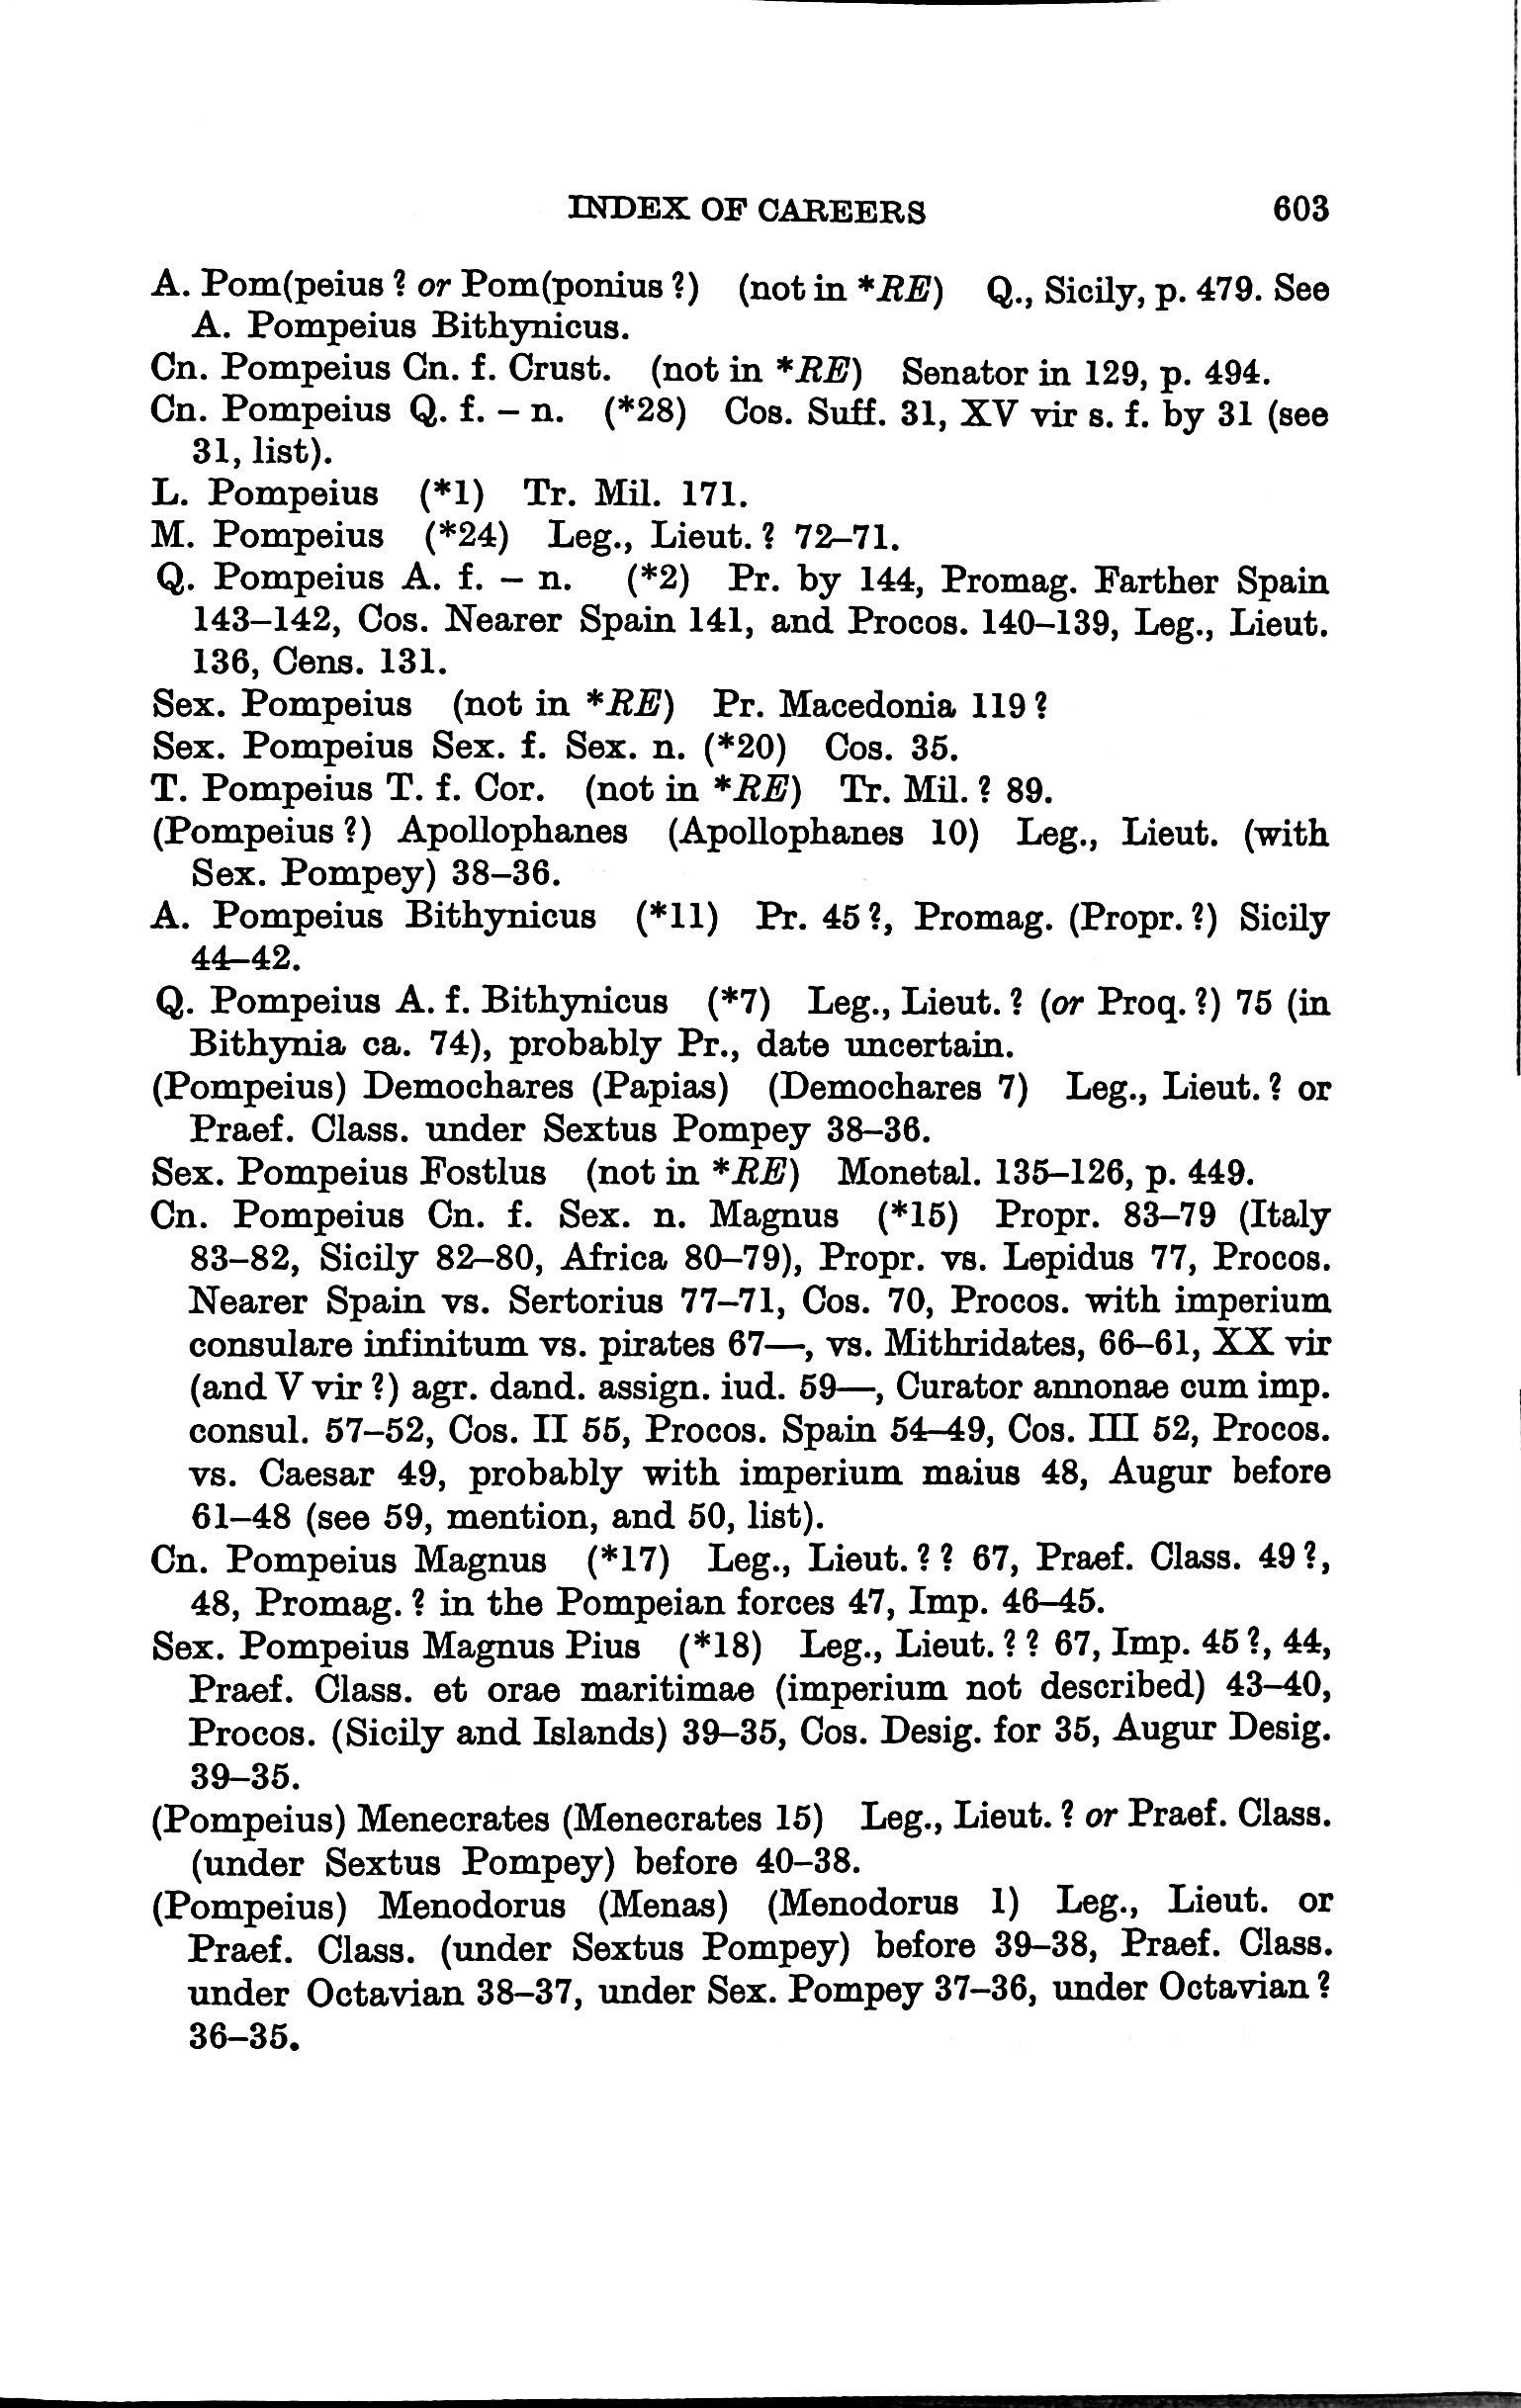 INDEX OF CAREERS 603
A. Pom(peius ? or Pom(ponius ?) (not in *RE) Q., Sicily, p. 479. See
A. Pompeius Bithynicus.
Cn. Pompeius Cn. f. Crust. (not in *RE) Senator in 129, p. 494.
Cn. Pompeius Q. f. – n. (*28) Cos. Suff. 31, XV vir s. f. by 31 (see
31, list).
L. Pompeius (*1) Tr. Mil. 171.
M. Pompeius (*24) Leg., Lieut. ? 72–71.
Q. Pompeius A. f. – n. (*2) Pr. by 144, Promag. Farther Spain
143–142, Cos. Nearer Spain 141, and Procos. 140–139, Leg., Lieut.
136, Cens. 131.
Sex. Pompeius (not in *RE) Pr. Macedonia 119 ?
Sex. Pompeius Sex. f. Sex. n. (*20) Cos. 35.
T. Pompeius T. f. Cor. (not in *RE) Tr. Mil. ? 89.
(Pompeius ?) Apollophanes (Apollophanes 10) Leg., Lieut. (with
Sex. Pompey) 38–36.
A. Pompeius Bithynicus (*11) Pr. 45 ?, Promag. (Propr. ?) Sicily
44–42.
Q. Pompeius A. f. Bithynicus (*7) Leg., Lieut. ? (or Proq. ?) 75 (in
Bithynia ca. 74), probably Pr., date uncertain.
(Pompeius) Demochares (Papias) (Demochares 7) Leg., Lieut. ? or
Praef. Class. under Sextus Pompey 38–36.
Sex. Pompeius Fostlus (not in *RE) Monetal. 135–126, p. 449.
Cn. Pompeius Cn. f. Sex. n. Magnus (*15) Propr. 83–79 (Italy
83–82, Sicily 82–80, Africa 80–79), Propr. vs. Lepidus 77, Procos.
Nearer Spain vs. Sertorius 77–71, Cos. 70, Procos. with imperium
consulare infinitum vs. pirates 67—, vs. Mithridates, 66–61, XX vir
(and V vir ?) agr. dand. assign. iud. 59—, Curator annonae cum imp.
consul. 57–52, Cos. II 55, Procos. Spain 54–49, Cos. III 52, Procos.
vs. Caesar 49, probably with imperium maius 48, Augur before
61–48 (see 59, mention, and 50, list).
Cn. Pompeius Magnus (*17) Leg., Lieut. ? ? 67, Praef. Class. 49 ?,
48, Promag. ? in the Pompeian forces 47, Imp. 46–45.
Sex. Pompeius Magnus Pius (*18) Leg., Lieut. ? ? 67, Imp. 45 ?, 44,
Praef. Class. et orae maritimae (imperium not described) 43–40,
Procos. (Sicily and Islands) 39–35, Cos. Desig. for 35, Augur Desig.
39–35.
(Pompeius) Menecrates (Menecrates 15) Leg., Lieut. ? or Praef. Class.
(under Sextus Pompey) before 40–38.
(Pompeius) Menodorus (Menas) (Menodorus 1) Leg., Lieut. or
Praef. Class. (under Sextus Pompey) before 39–38, Praef. Class.
under Octavian 38–37, under Sex. Pompey 37–36, under Octavian ?
36–35.